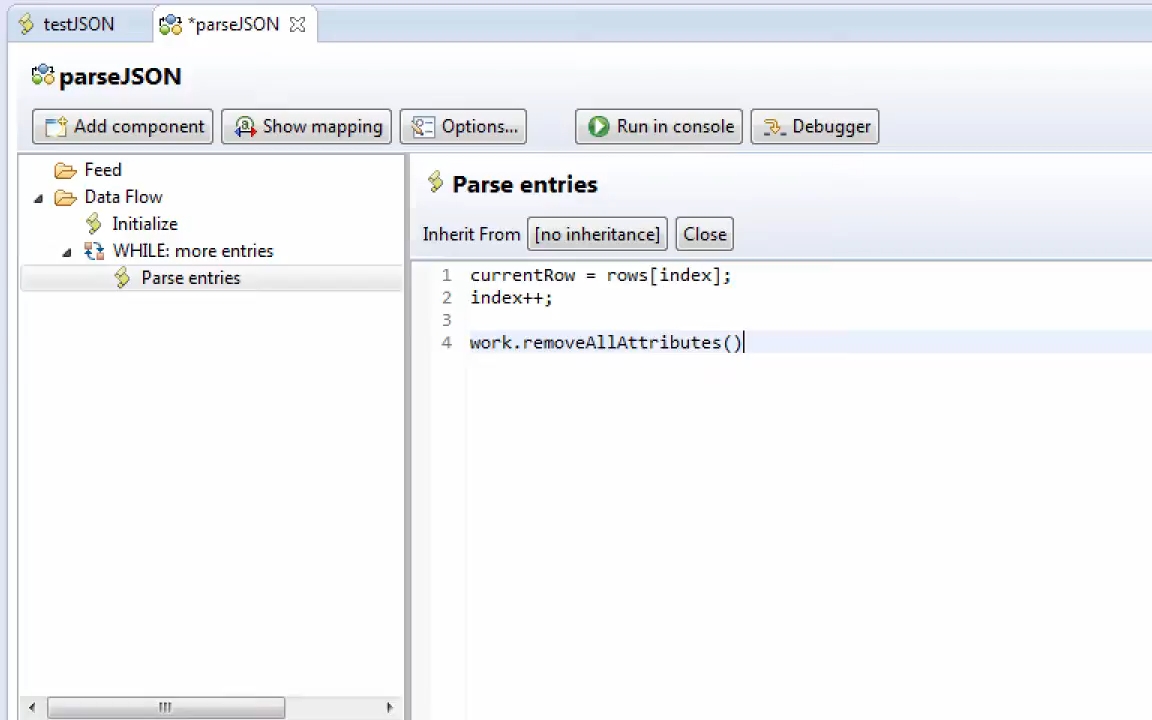 testJSON
*parseJSON
parseJSON
Add component
Show mapping
Options...
Run in console
Debugger
Feed
Data Flow
Initialize
WHILE: more entries
Parse entries
Parse entries
Inherit From [no inheritance] Close
1 currentRow = rows[index];
2 index++;
3
4 work.removeAllAttributes()